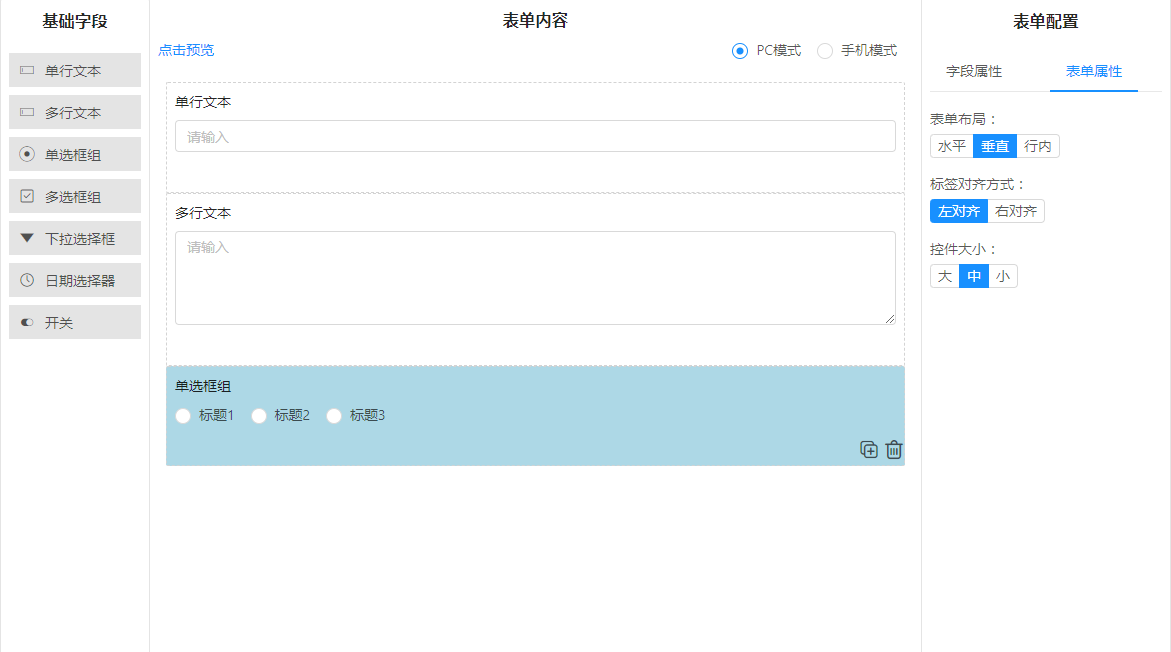 基础字段
单行文本
多行文本
单选框组
多选框组
下拉选择框
日期选择器
开关
表单内容
点击预览
PC模式 手机模式
单行文本
请输入
多行文本
请输入
单选框组
标题1 标题2 标题3
表单配置
字段属性 表单属性
表单布局：
水平 垂直 行内
标签对齐方式：
左对齐 右对齐
控件大小：
大 中 小